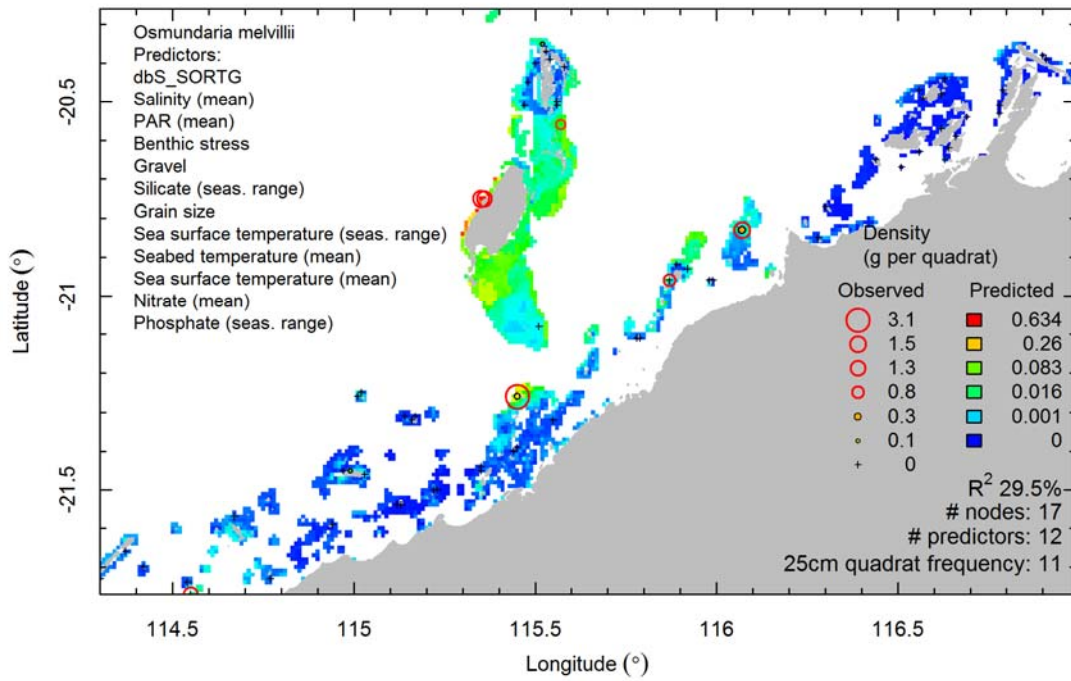 Osmundaria melvillii
Predictors:
dbS_SORTG
Salinity (mean)
PAR (mean)
Benthic stress
Gravel
Silicate (seas. range)
Grain size
Sea surface temperature (seas. range)
Seabed temperature (mean)
Sea surface temperature (mean)
Nitrate (mean)
Phosphate (seas. range)
Latitude (°)
-20.5
-21
-21.5
Density
(g per quadrat)
Observed Predicted
3.1 0.634
1.5 0.26
1.3 0.083
0.8 0.016
0.3 0.001
0.1 0
0
R² 29.5%
# nodes: 17
# predictors: 12
25cm quadrat frequency: 11
114.5 115 115.5 116 116.5
Longitude (°)